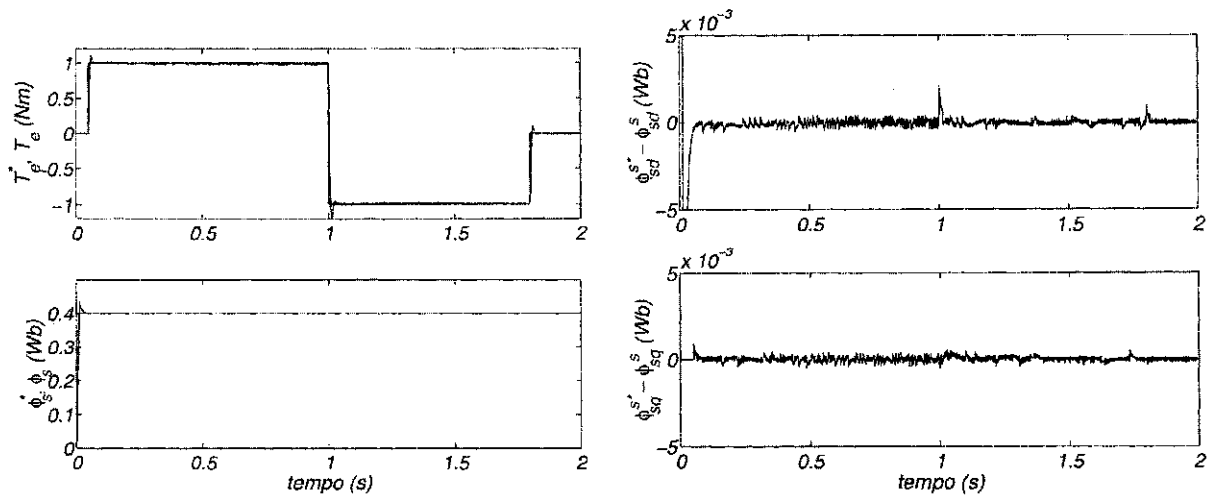 T*e, Te (Nm)
1
0.5
0
−0.5
−1
0 0.5 1 1.5 2
ϕ*s, ϕs (Wb)
0.4
0.3
0.2
0.1
0
0 0.5 1 1.5 2
tempo (s)
5 x 10⁻³
ϕˢ*sd − ϕˢsd (Wb)
0
−5
0 0.5 1 1.5 2
5 x 10⁻³
ϕˢ*sq − ϕˢsq (Wb)
0
−5
0 0.5 1 1.5 2
tempo (s)